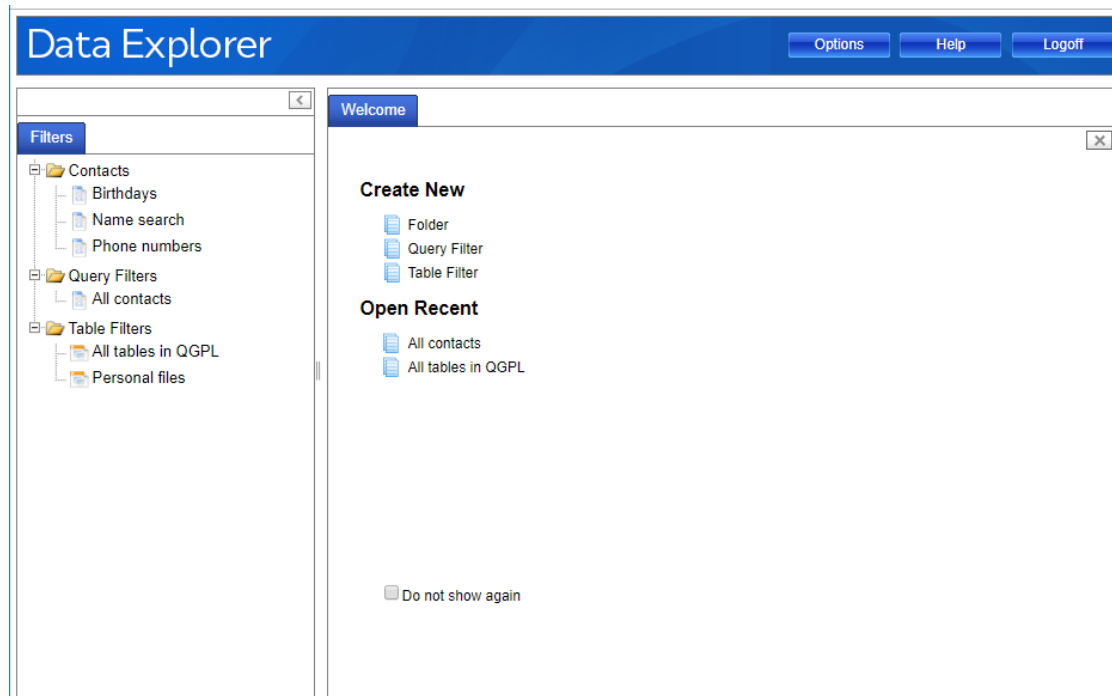 Data Explorer
Options
Help
Logoff
Filters
Contacts
Birthdays
Name search
Phone numbers
Query Filters
All contacts
Table Filters
All tables in QGPL
Personal files
Welcome
Create New
Folder
Query Filter
Table Filter
Open Recent
All contacts
All tables in QGPL
Do not show again